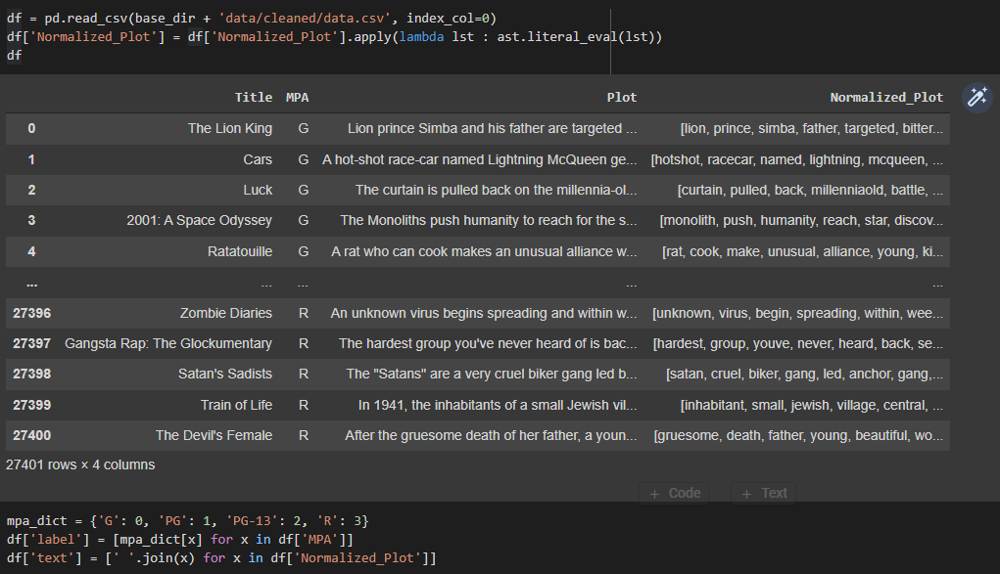 df = pd.read_csv(base_dir + 'data/cleaned/data.csv', index_col=0)
df['Normalized_Plot'] = df['Normalized_Plot'].apply(lambda lst : ast.literal_eval(lst))
df
Title MPA Plot Normalized_Plot
0 The Lion King G Lion prince Simba and his father are targeted ... [lion, prince, simba, father, targeted, bitter...
1 Cars G A hot-shot race-car named Lightning McQueen ge... [hotshot, racecar, named, lightning, mcqueen, ...
2 Luck G The curtain is pulled back on the millennia-ol... [curtain, pulled, back, millenniaold, battle, ...
3 2001: A Space Odyssey G The Monoliths push humanity to reach for the s... [monolith, push, humanity, reach, star, discov...
4 Ratatouille G A rat who can cook makes an unusual alliance w... [rat, cook, make, unusual, alliance, young, ki...
... ... ... ... ...
27396 Zombie Diaries R An unknown virus begins spreading and within w... [unknown, virus, begin, spreading, within, wee...
27397 Gangsta Rap: The Glockumentary R The hardest group you've never heard of is bac... [hardest, group, youve, never, heard, back, se...
27398 Satan's Sadists R The "Satans" are a very cruel biker gang led b... [satan, cruel, biker, gang, led, anchor, gang,...
27399 Train of Life R In 1941, the inhabitants of a small Jewish vil... [inhabitant, small, jewish, village, central, ...
27400 The Devil's Female R After the gruesome death of her father, a youn... [gruesome, death, father, young, beautiful, wo...
27401 rows × 4 columns
+ Code + Text
mpa_dict = {'G': 0, 'PG': 1, 'PG-13': 2, 'R': 3}
df['label'] = [mpa_dict[x] for x in df['MPA']]
df['text'] = [' '.join(x) for x in df['Normalized_Plot']]